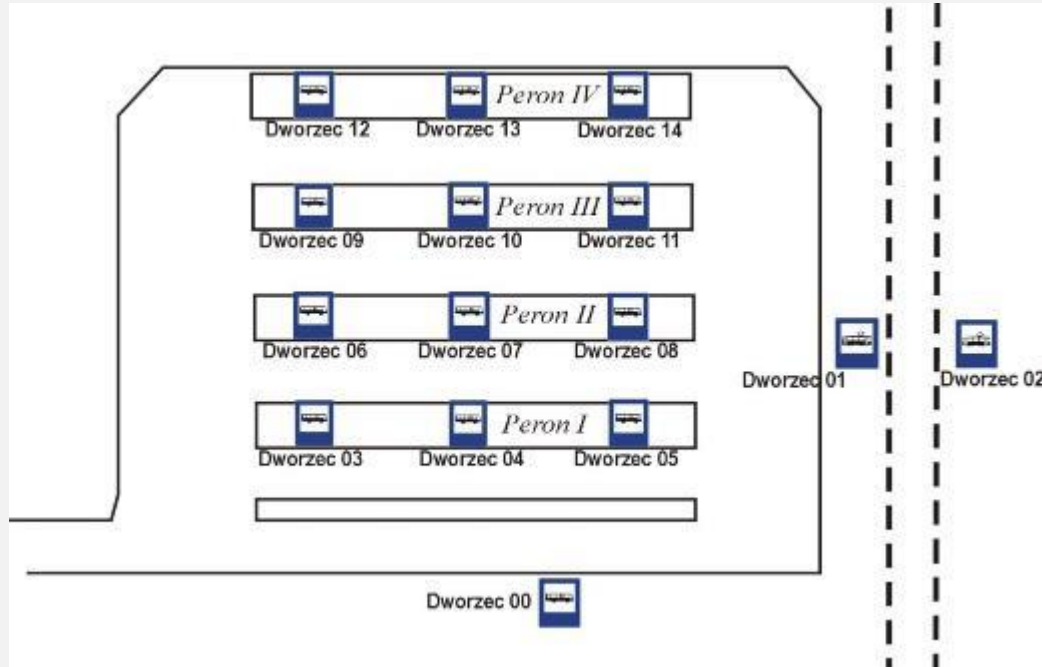 Peron IV
Dworzec 12 Dworzec 13 Dworzec 14
Peron III
Dworzec 09 Dworzec 10 Dworzec 11
Peron II
Dworzec 06 Dworzec 07 Dworzec 08
Dworzec 01 Dworzec 02
Peron I
Dworzec 03 Dworzec 04 Dworzec 05
Dworzec 00